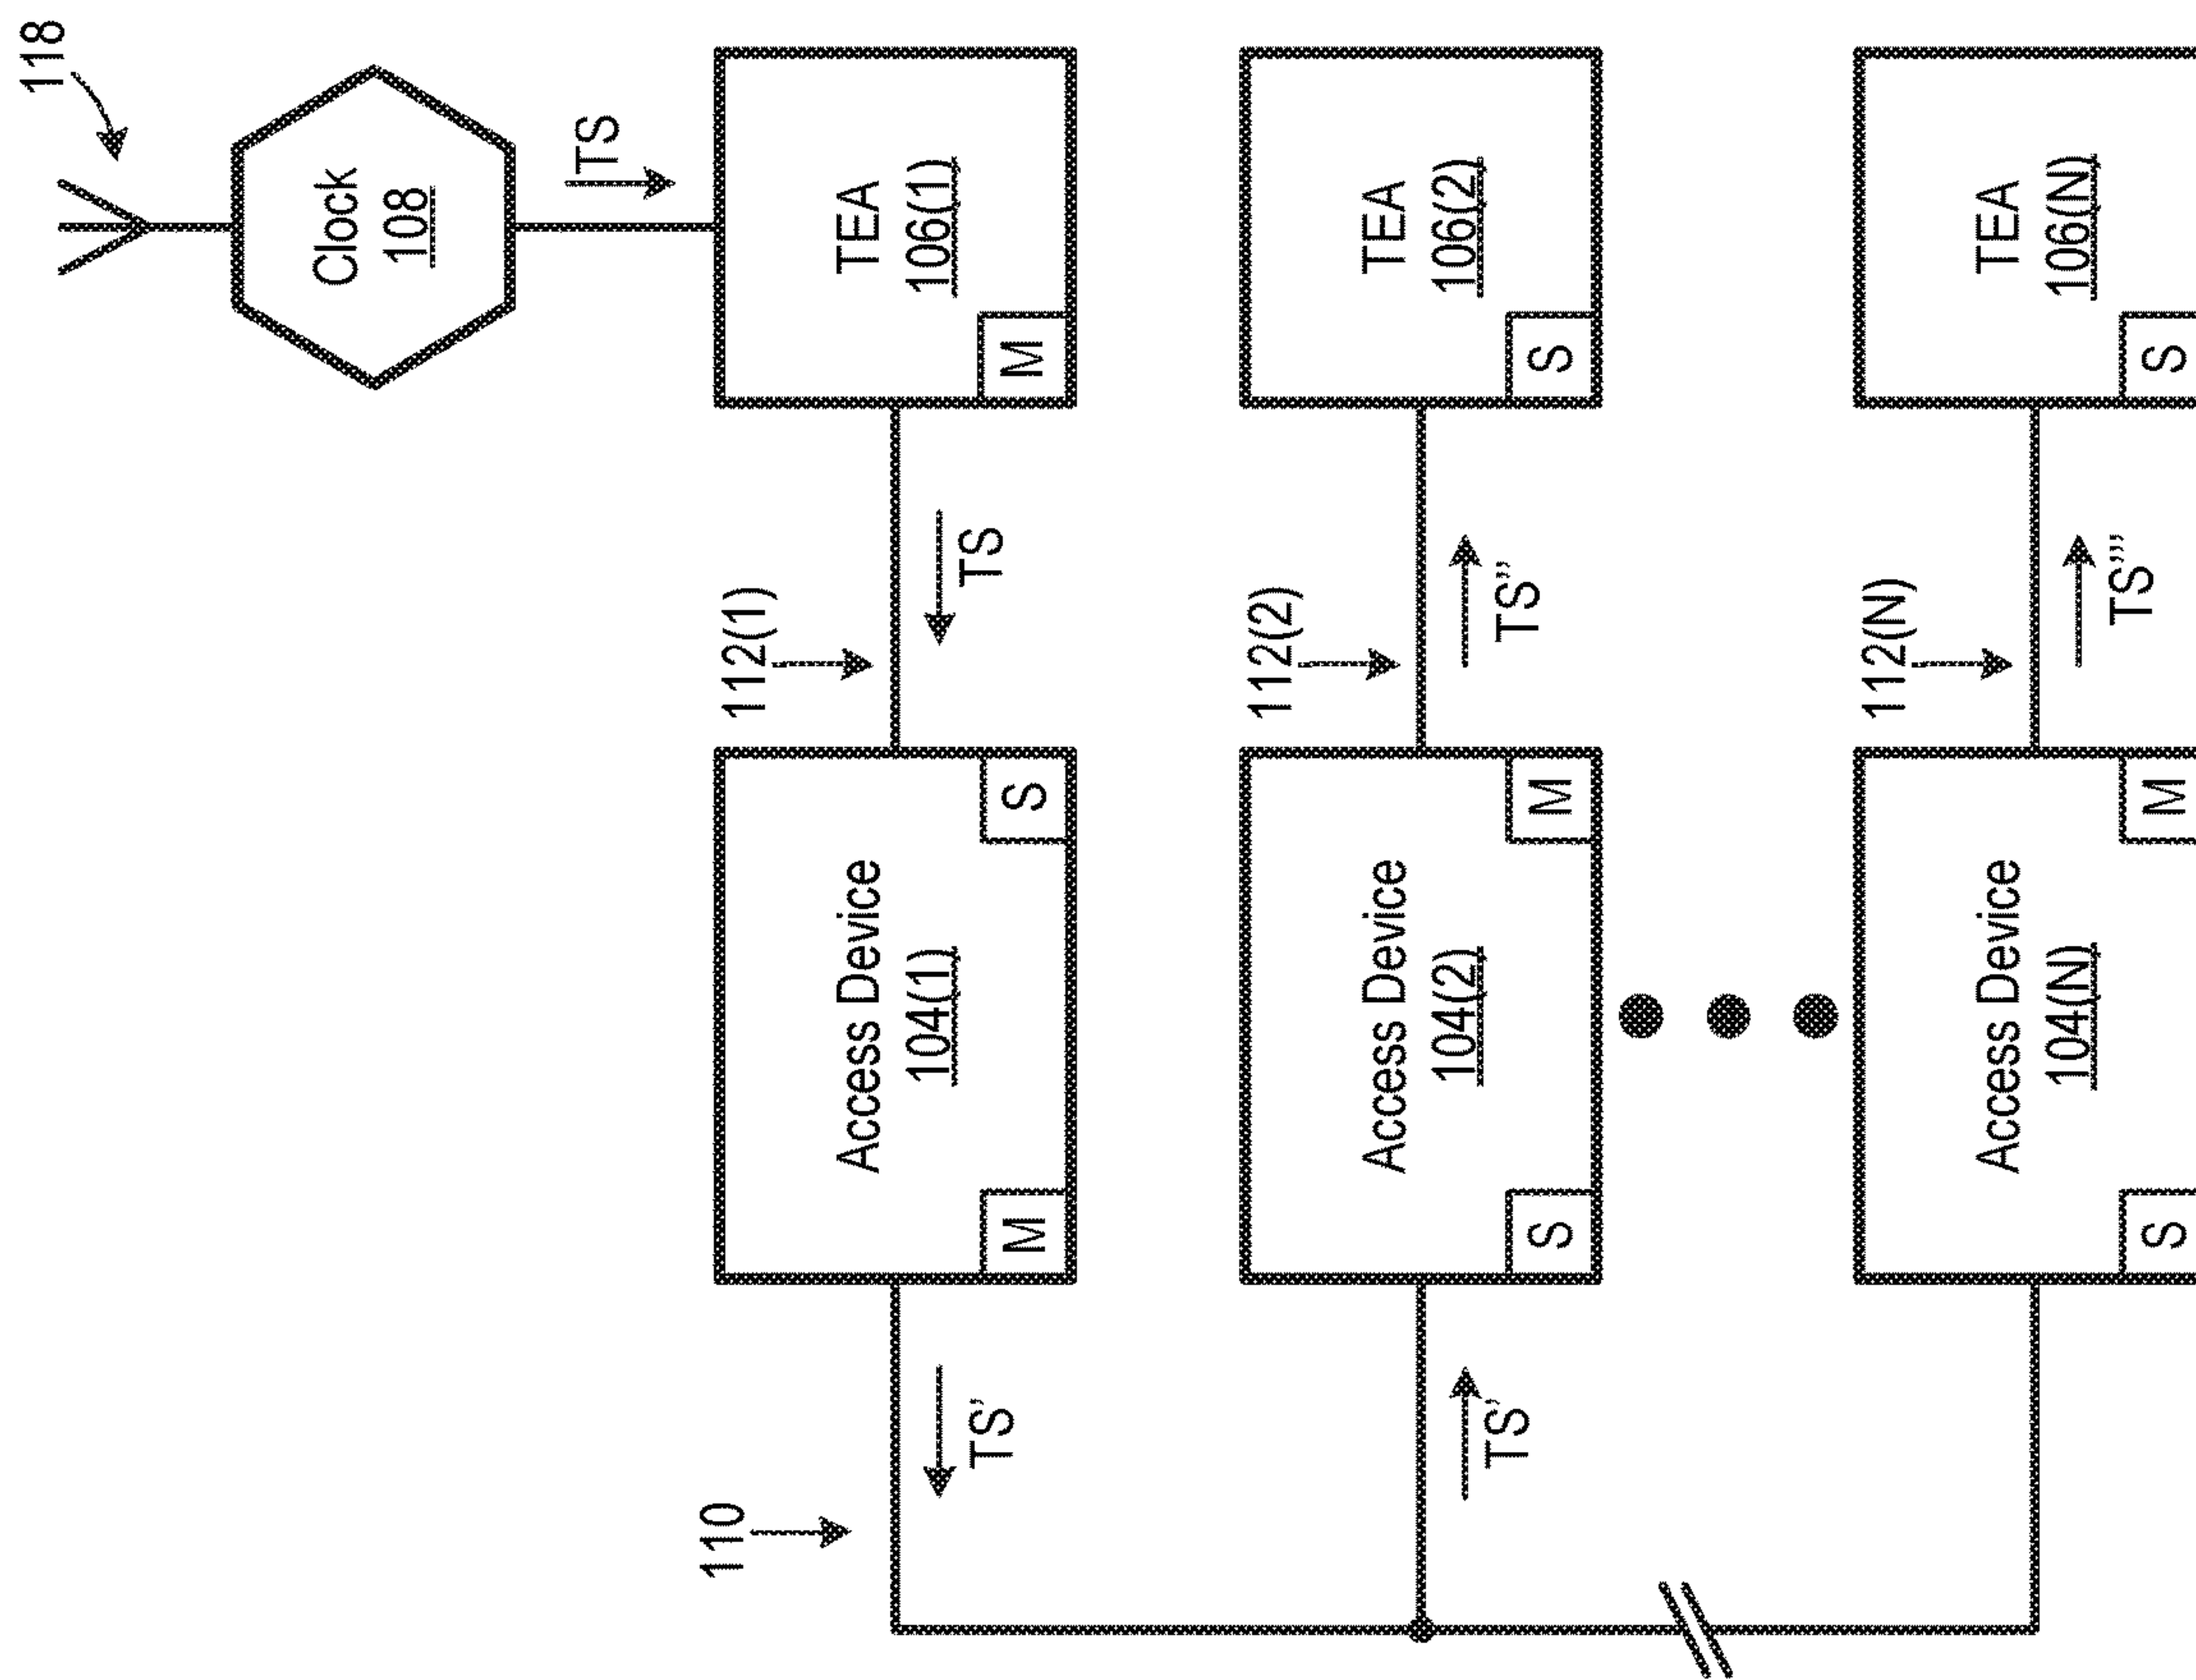 118
Clock
108
TS
110
112(1)
Access Device
104(1)
TEA
106(1)
TS'
TS
M
S
M
112(2)
Access Device
104(2)
TEA
106(2)
TS'
TS''
S
M
S
112(N)
Access Device
104(N)
TEA
106(N)
TS'''
S
M
S